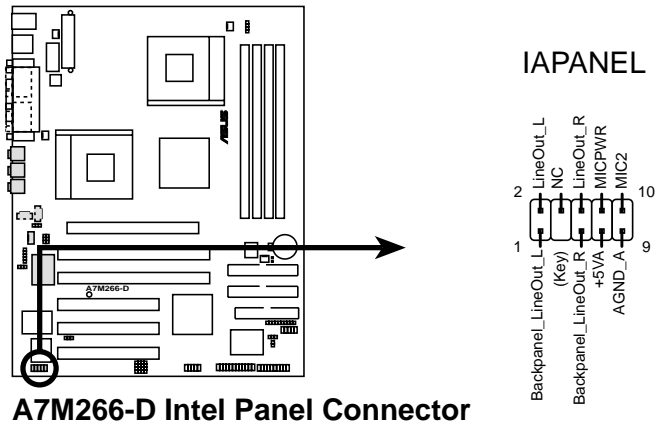 IAPANEL
LineOut_L
NC
LineOut_R
MICPWR
MIC2
2
10
1
9
Backpanel_LineOut_L
(Key)
Backpanel_LineOut_R
+5VA
AGND_A
ASUS
A7M266-D
A7M266-D Intel Panel Connector